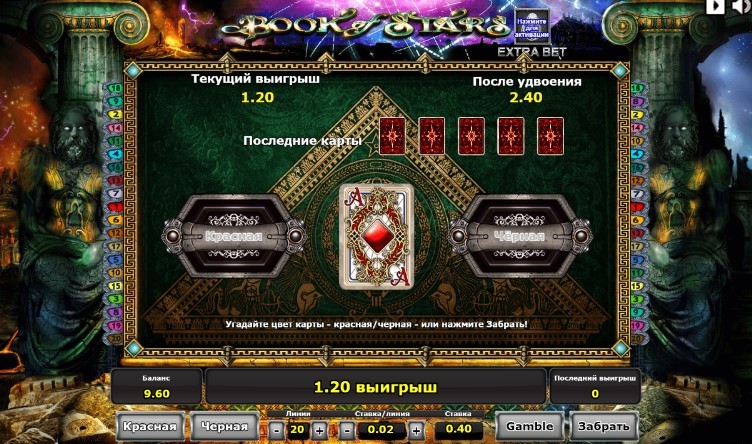 BOOK of STARS
Нажмите
для
активации
EXTRA BET
Текущий выигрыш
1.20
После удвоения
2.40
Последние карты
A
A
Красная
Чёрная
Угадайте цвет карты - красная/черная - или нажмите Забрать!
Баланс
9.60
1.20 выигрыш
Последний выигрыш
0
Красная
Черная
Линии
- 20 +
Ставка/линия
- 0.02 +
Ставка
0.40
Gamble
Забрать